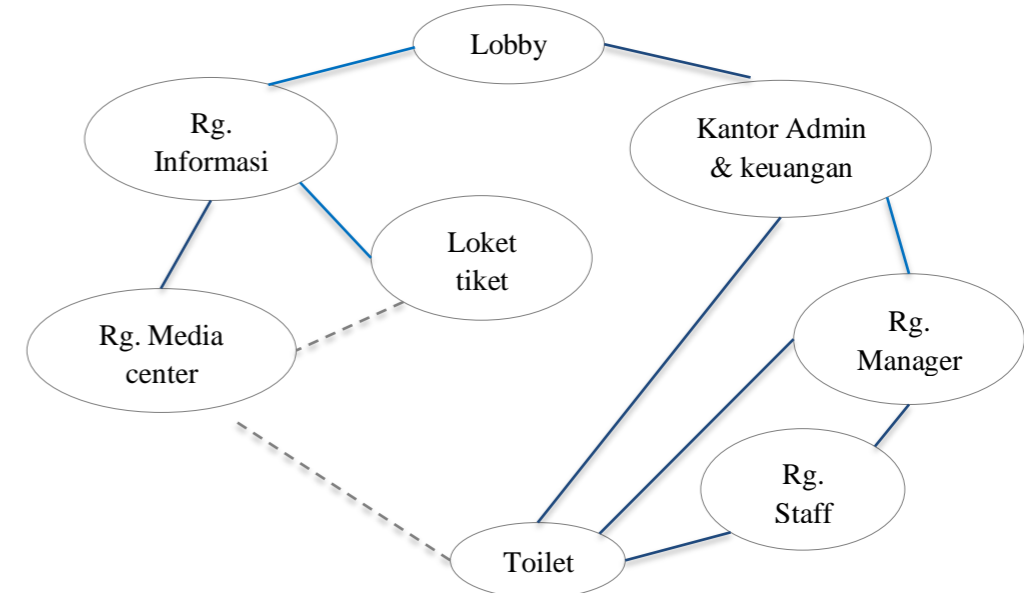 Lobby
Rg.
Informasi
Kantor Admin
& keuangan
Loket
tiket
Rg. Media
center
Rg.
Manager
Rg.
Staff
Toilet